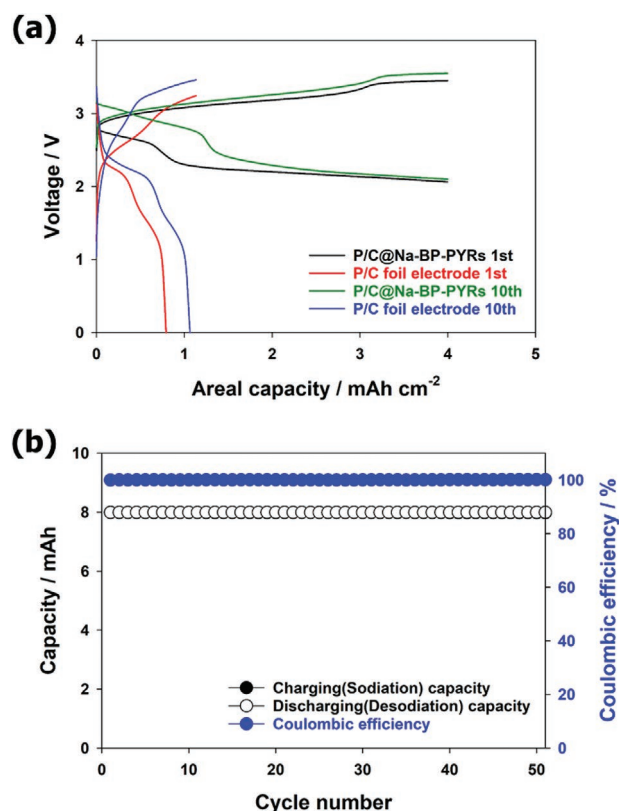 (a)
4
3
2
1
0
Voltage / V
P/C@Na-BP-PYRs 1st
P/C foil electrode 1st
P/C@Na-BP-PYRs 10th
P/C foil electrode 10th
0 1 2 3 4 5
Areal capacity / mAh cm⁻²
(b)
10
8
6
4
2
0
Capacity / mAh
Charging(Sodiation) capacity
Discharging(Desodiation) capacity
Coulombic efficiency
100
80
60
40
20
0
Coulombic efficiency / %
0 10 20 30 40 50
Cycle number